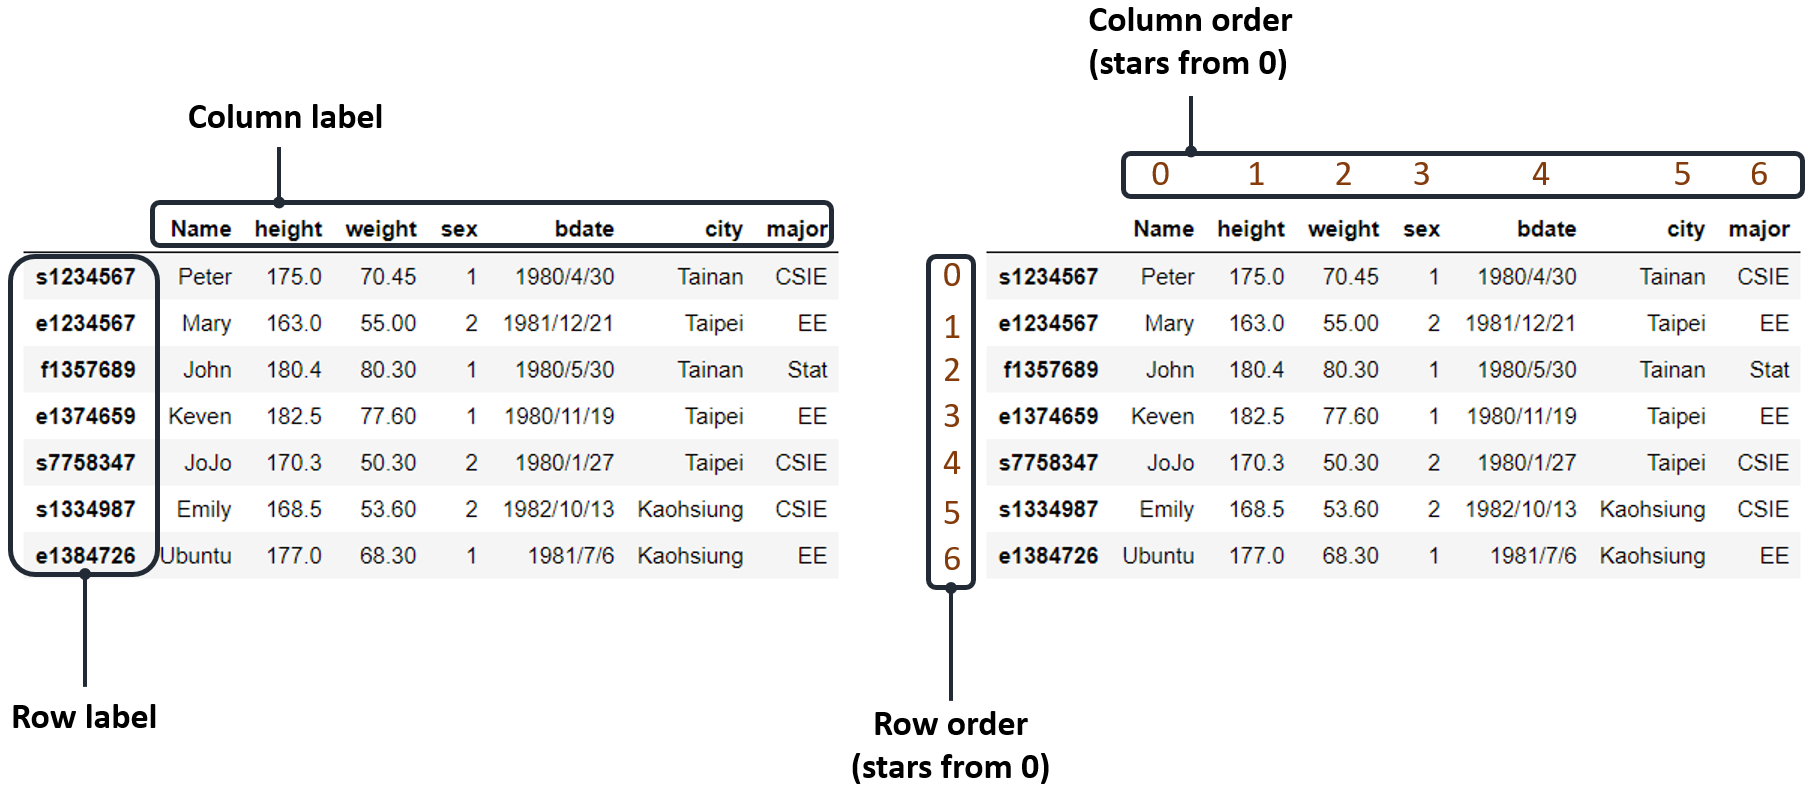 Column order
(stars from 0)
Column label
0 1 2 3 4 5 6
Name height weight sex bdate city major
s1234567 Peter 175.0 70.45 1 1980/4/30 Tainan CSIE
e1234567 Mary 163.0 55.00 2 1981/12/21 Taipei EE
f1357689 John 180.4 80.30 1 1980/5/30 Tainan Stat
e1374659 Keven 182.5 77.60 1 1980/11/19 Taipei EE
s7758347 JoJo 170.3 50.30 2 1980/1/27 Taipei CSIE
s1334987 Emily 168.5 53.60 2 1982/10/13 Kaohsiung CSIE
e1384726 Ubuntu 177.0 68.30 1 1981/7/6 Kaohsiung EE
Row label
Name height weight sex bdate city major
0 s1234567 Peter 175.0 70.45 1 1980/4/30 Tainan CSIE
1 e1234567 Mary 163.0 55.00 2 1981/12/21 Taipei EE
2 f1357689 John 180.4 80.30 1 1980/5/30 Tainan Stat
3 e1374659 Keven 182.5 77.60 1 1980/11/19 Taipei EE
4 s7758347 JoJo 170.3 50.30 2 1980/1/27 Taipei CSIE
5 s1334987 Emily 168.5 53.60 2 1982/10/13 Kaohsiung CSIE
6 e1384726 Ubuntu 177.0 68.30 1 1981/7/6 Kaohsiung EE
Row order
(stars from 0)